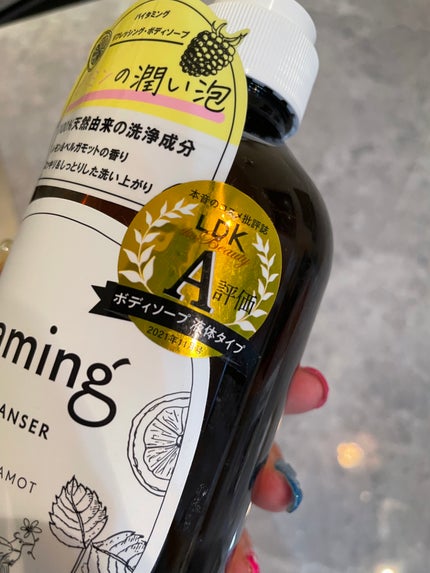 バイタミング
リフレッシング・ボディソープ
の潤い泡
100%天然由来の洗浄成分
ベルガモットの香り
しっとりした洗い上がり
本音のコスメ批評誌
LDK
the Beauty
A評価
ボディソープ 液体タイプ
2021年11月
ming
ANSER
AMOT